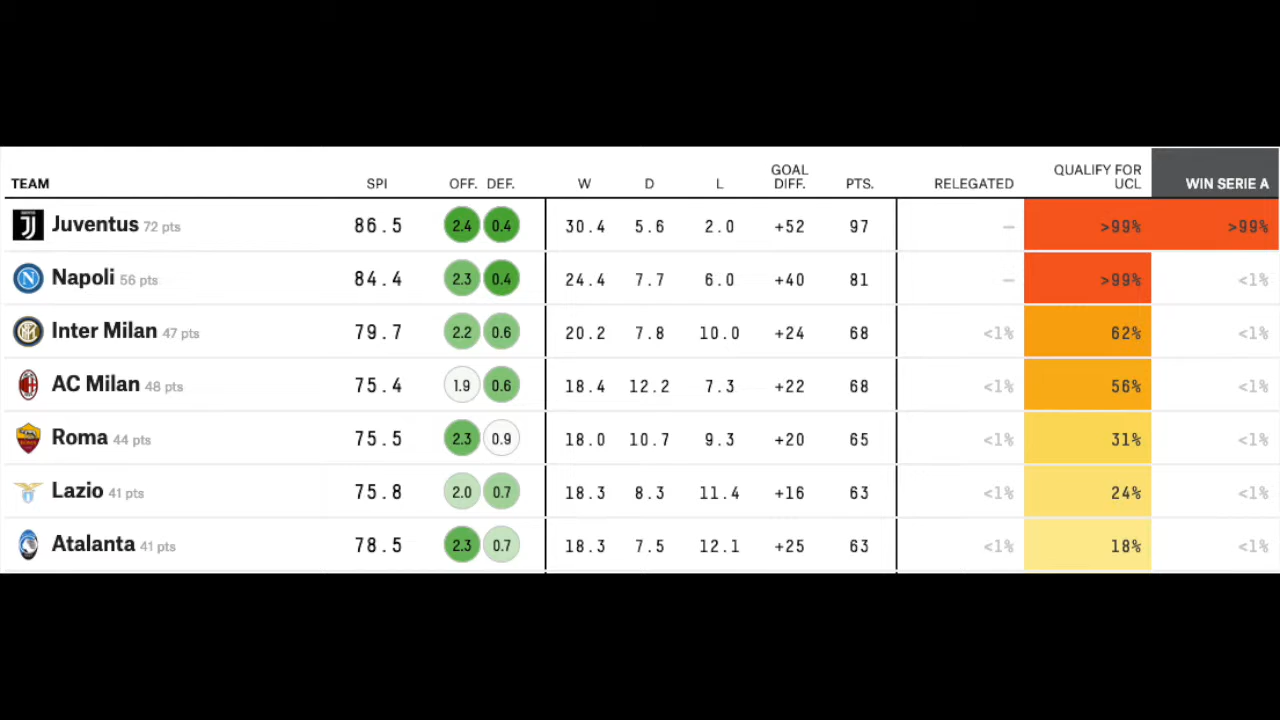 TEAM SPI OFF. DEF. W D L GOAL DIFF. PTS. RELEGATED QUALIFY FOR UCL WIN SERIE A
Juventus 72 pts 86.5 2.4 0.4 30.4 5.6 2.0 +52 97 — >99% >99%
Napoli 56 pts 84.4 2.3 0.4 24.4 7.7 6.0 +40 81 — >99% <1%
Inter Milan 47 pts 79.7 2.2 0.6 20.2 7.8 10.0 +24 68 <1% 62% <1%
AC Milan 48 pts 75.4 1.9 0.6 18.4 12.2 7.3 +22 68 <1% 56% <1%
Roma 44 pts 75.5 2.3 0.9 18.0 10.7 9.3 +20 65 <1% 31% <1%
Lazio 41 pts 75.8 2.0 0.7 18.3 8.3 11.4 +16 63 <1% 24% <1%
Atalanta 41 pts 78.5 2.3 0.7 18.3 7.5 12.1 +25 63 <1% 18% <1%